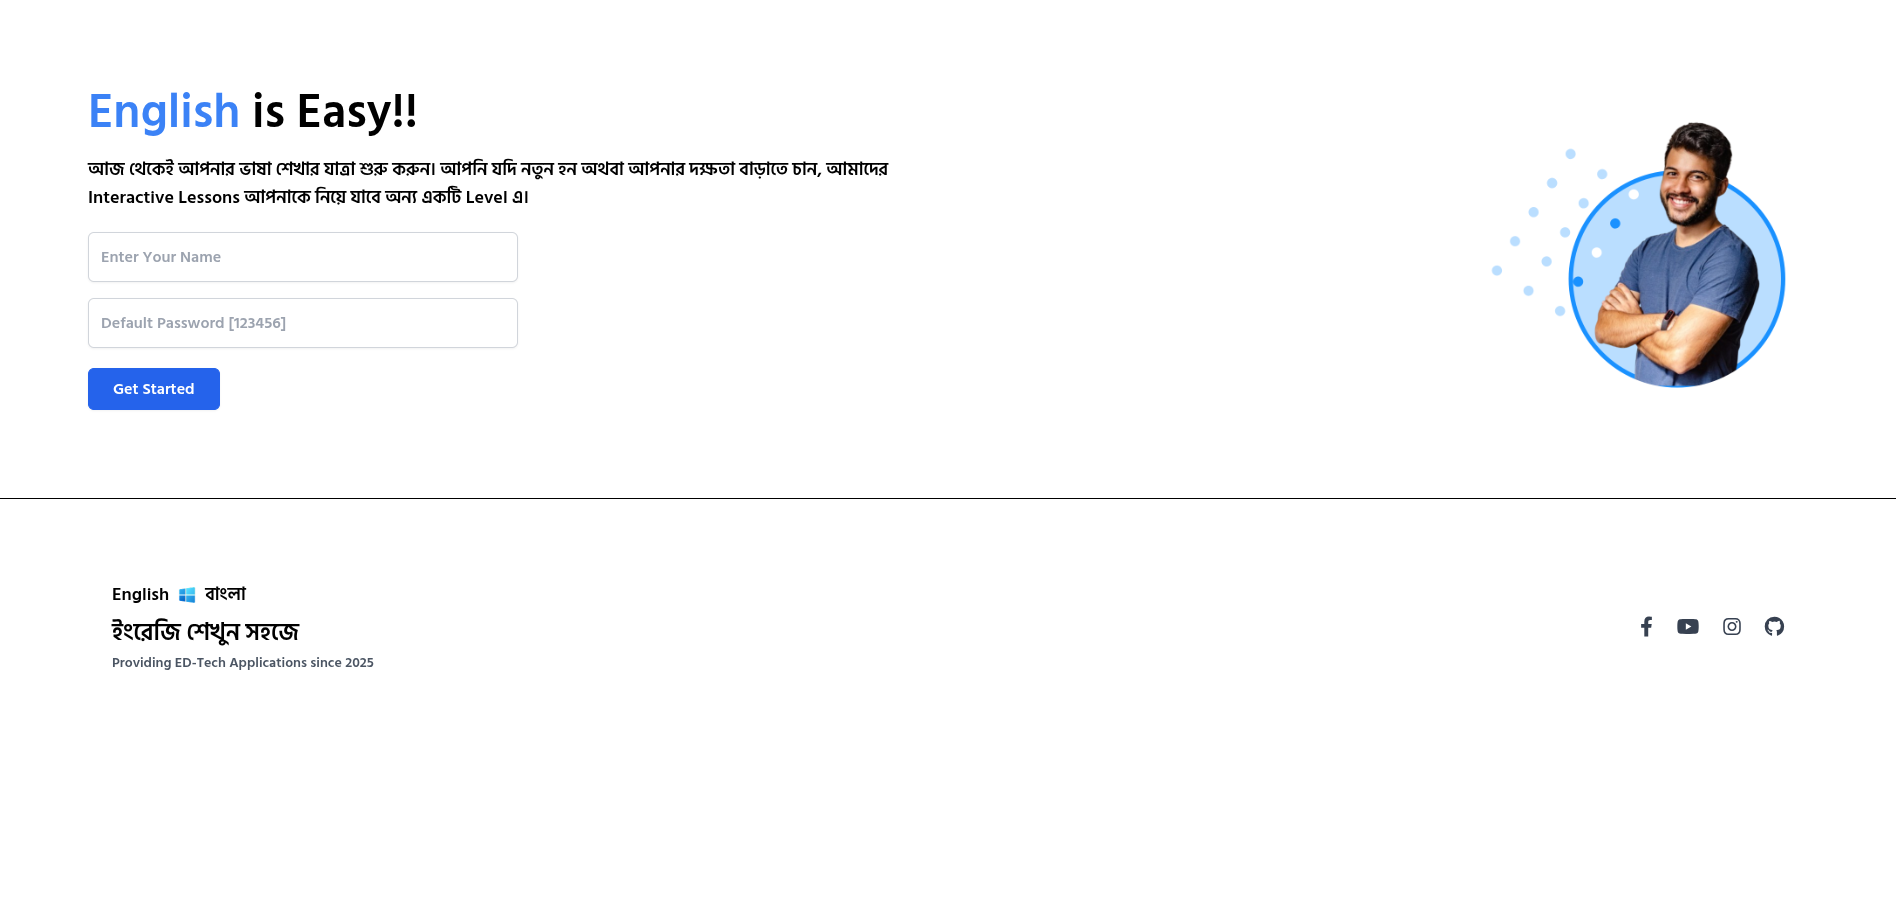 English is Easy!!
আজ থেকেই আপনার ভাষা শেখার যাত্রা শুরু করুন। আপনি যদি নতুন হন অথবা আপনার দক্ষতা বাড়াতে চান, আমাদের
Interactive Lessons আপনাকে নিয়ে যাবে অন্য একটি Level এ।
Enter Your Name
Default Password [123456]
Get Started
English বাংলা
ইংরেজি শেখুন সহজে
Providing ED-Tech Applications since 2025